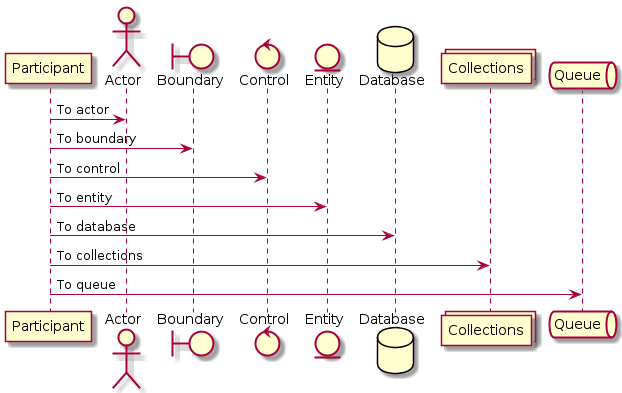 Participant Actor Boundary Control Entity Database Collections Queue
To actor
To boundary
To control
To entity
To database
To collections
To queue
Participant Actor Boundary Control Entity Database Collections Queue